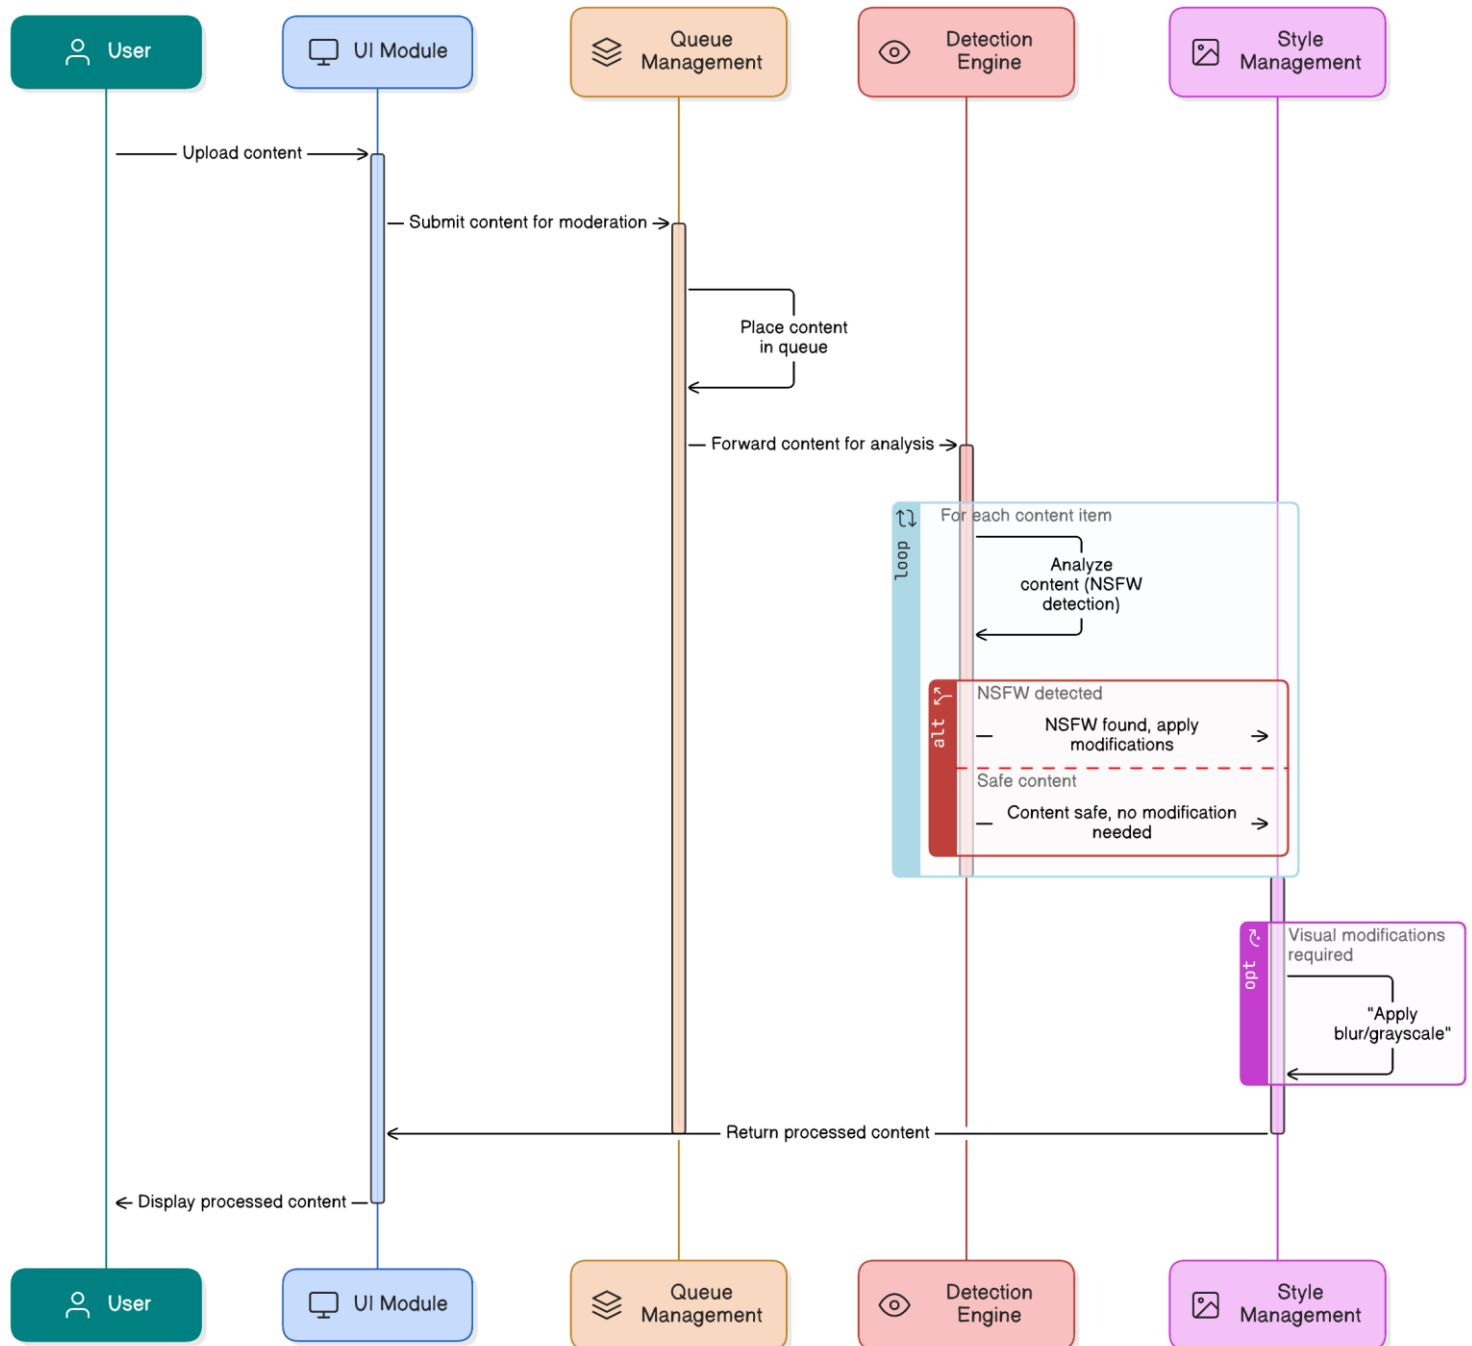 User
UI Module
Queue
Management
Detection
Engine
Style
Management
Upload content
Submit content for moderation
Place content
in queue
Forward content for analysis
loop
For each content item
Analyze
content (NSFW
detection)
alt
NSFW detected
NSFW found, apply
modifications
Safe content
Content safe, no modification
needed
opt
Visual modifications
required
"Apply
blur/grayscale"
Return processed content
Display processed content
User
UI Module
Queue
Management
Detection
Engine
Style
Management